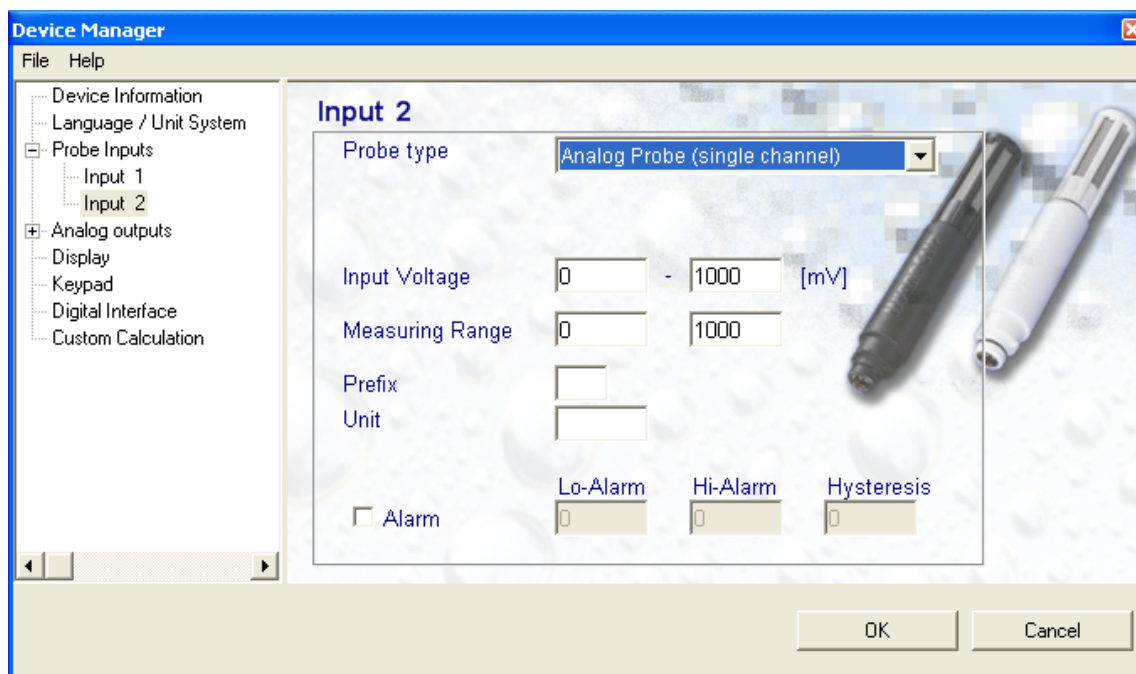 Device Manager
File Help
Device Information
Language / Unit System
Probe Inputs
Input 1
Input 2
Analog outputs
Display
Keypad
Digital Interface
Custom Calculation
Input 2
Probe type Analog Probe (single channel)
Input Voltage 0 - 1000 [mV]
Measuring Range 0 1000
Prefix
Unit
Lo-Alarm Hi-Alarm Hysteresis
Alarm 0 0 0
OK Cancel